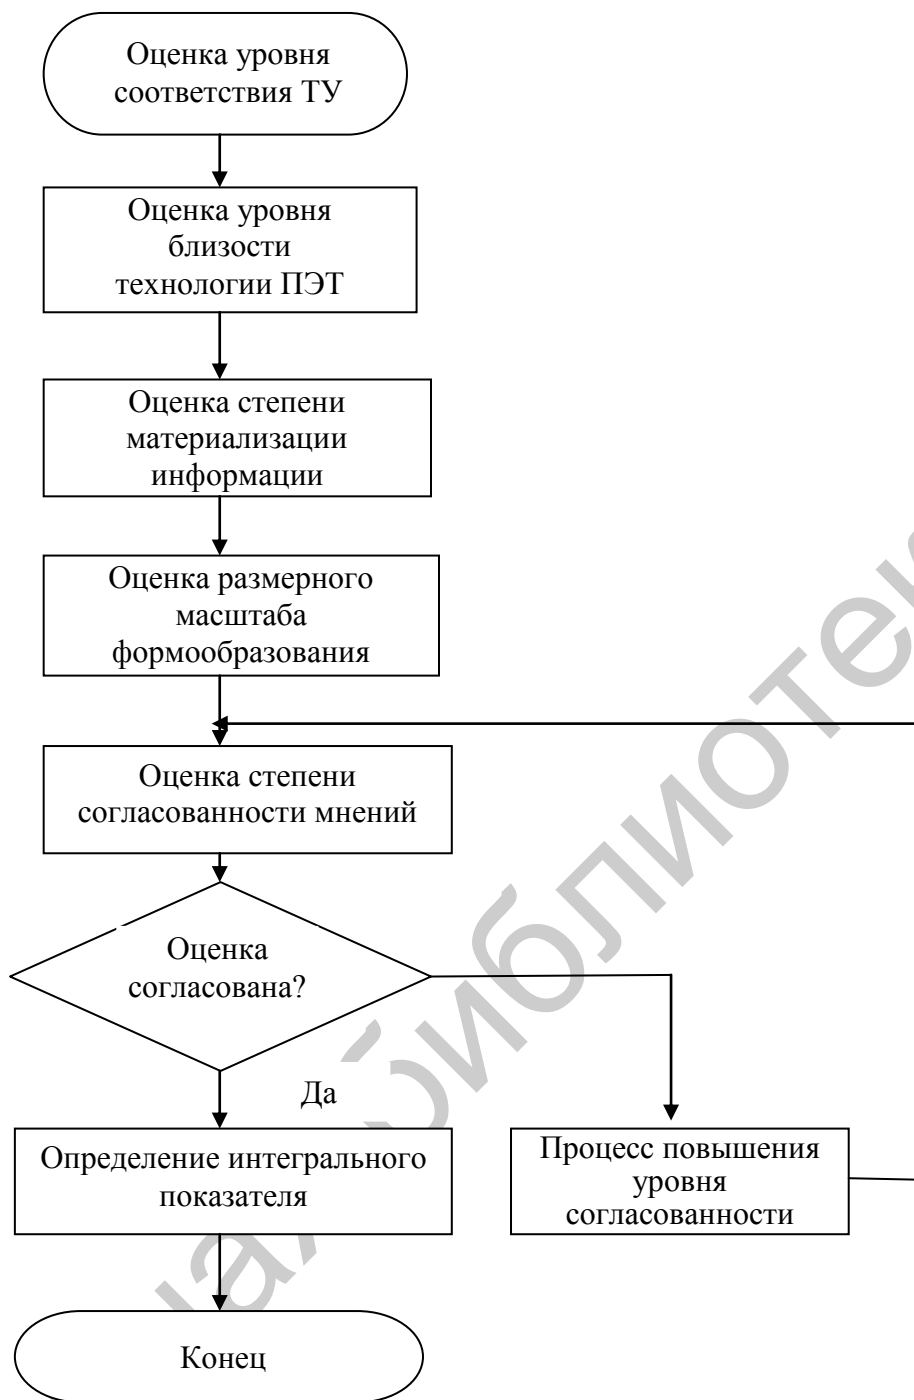 Оценка уровня
соответствия ТУ
Оценка уровня
близости
технологии ПЭТ
Оценка степени
материализации
информации
Оценка размерного
масштаба
формообразования
Оценка степени
согласованности мнений
Оценка
согласована?
Да
Определение интегрального
показателя
Процесс повышения
уровня
согласованности
Конец